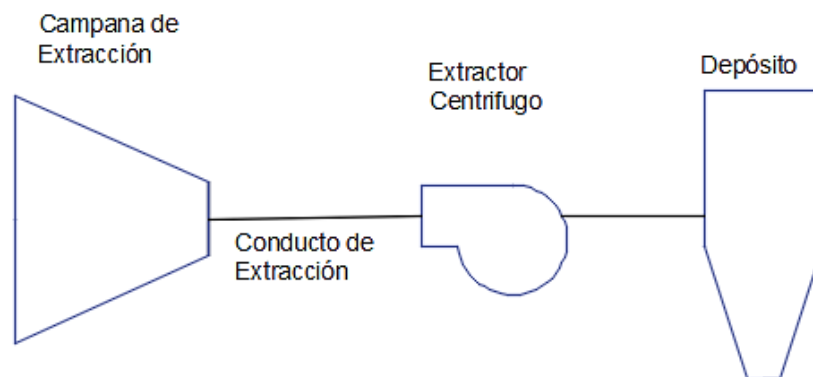 Campana de
Extracción
Extractor
Centrifugo
Depósito
Conducto de
Extracción